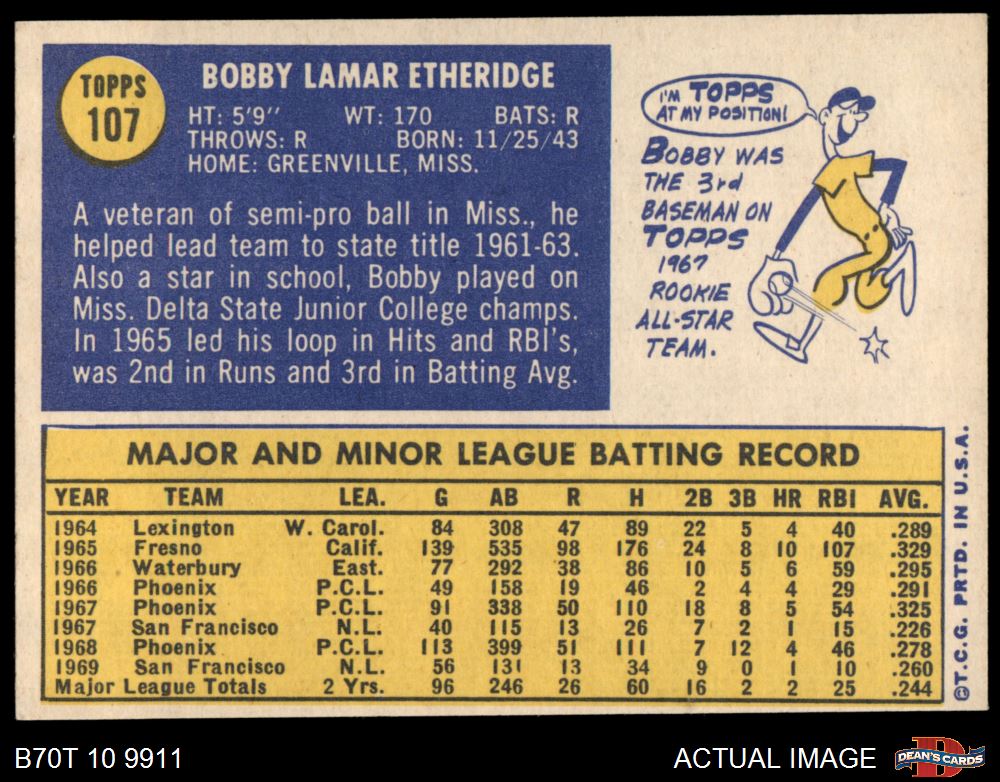 TOPPS
107
BOBBY LAMAR ETHERIDGE
HT: 5'9" WT: 170 BATS: R
THROWS: R BORN: 11/25/43
HOME: GREENVILLE, MISS.
A veteran of semi-pro ball in Miss., he
helped lead team to state title 1961-63.
Also a star in school, Bobby played on
Miss. Delta State Junior College champs.
In 1965 led his loop in Hits and RBI's,
was 2nd in Runs and 3rd in Batting Avg.
I'M TOPPS
AT MY POSITION!
BOBBY WAS
THE 3rd
BASEMAN ON
TOPPS
1967
ROOKIE
ALL-STAR
TEAM.
MAJOR AND MINOR LEAGUE BATTING RECORD
YEAR TEAM LEA. G AB R H 2B 3B HR RBI AVG.
1964 Lexington W. Carol. 84 308 47 89 22 5 4 40 .289
1965 Fresno Calif. 139 535 98 176 24 8 10 107 .329
1966 Waterbury East. 77 292 38 86 10 5 6 59 .295
1966 Phoenix P.C.L. 49 158 19 46 2 4 4 29 .291
1967 Phoenix P.C.L. 91 338 50 110 18 8 5 54 .325
1967 San Francisco N.L. 40 115 13 26 7 2 1 15 .226
1968 Phoenix P.C.L. 113 399 51 111 7 12 4 46 .278
1969 San Francisco N.L. 56 131 13 34 9 0 1 10 .260
Major League Totals 2 Yrs. 96 246 26 60 16 2 2 25 .244
©T.C.G. PRTD. IN U.S.A.
B70T 10 9911
ACTUAL IMAGE
D
DEAN'S CARDS